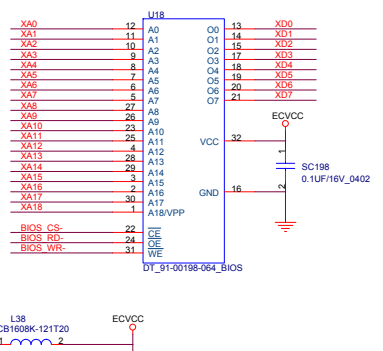 U18
XA0 12 A0 O0 13 XD0
XA1 11 A1 O1 14 XD1
XA2 10 A2 O2 15 XD2
XA3 9 A3 O3 17 XD3
XA4 8 A4 O4 18 XD4
XA5 7 A5 O5 19 XD5
XA6 6 A6 O6 20 XD6
XA7 5 A7 O7 21 XD7
XA8 27 A8
XA9 26 A9 ECVCC
XA10 23 A10
XA11 25 A11 VCC 32 1
XA12 4 A12
XA13 28 A13
XA14 29 A14 SC198
XA15 3 A15 0.1UF/16V_0402
XA16 2 A16 GND 16 2
XA17 30 A17
XA18 1 A18/VPP
BIOS_CS- 22 CE
BIOS_RD- 24 OE
BIOS_WR- 31 WE
DT_91-00198-064_BIOS
L38 ECVCC
CB1608K-121T20
1 2